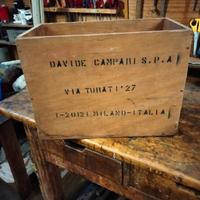 DAVIDE CAMPARI S.P.A
VIA TURATI '27
I-20121 MILANO-ITALIA